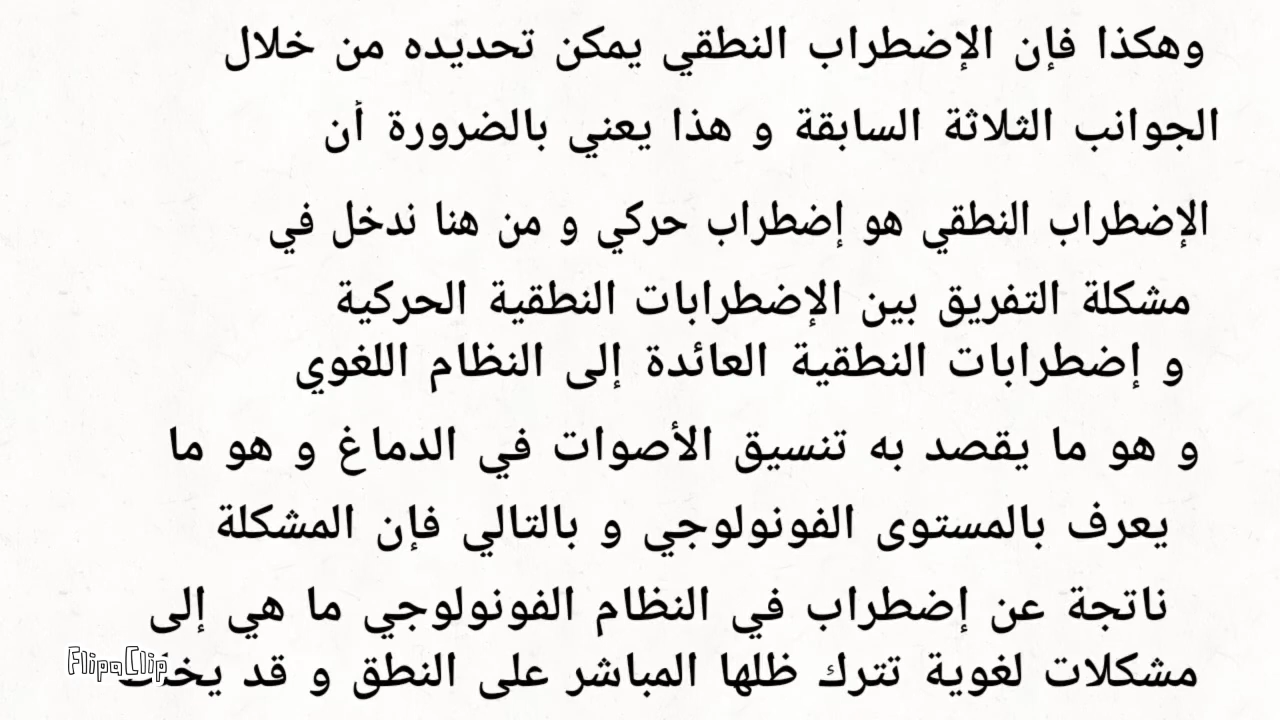 وهكذا فإن الإضطراب النطقي يمكن تحديده من خلال
الجوانب الثلاثة السابقة و هذا يعني بالضرورة أن
الإضطراب النطقي هو إضطراب حركي و من هنا ندخل في
مشكلة التفريق بين الإضطرابات النطقية الحركية
و إضطرابات النطقية العائدة إلى النظام اللغوي
و هو ما يقصد به تنسيق الأصوات في الدماغ و هو ما
يعرف بالمستوى الفونولوجي و بالتالي فإن المشكلة
ناتجة عن إضطراب في النظام الفونولوجي ما هي إلى
مشكلات لغوية تترك ظلها المباشر على النطق و قد
FlipaClip